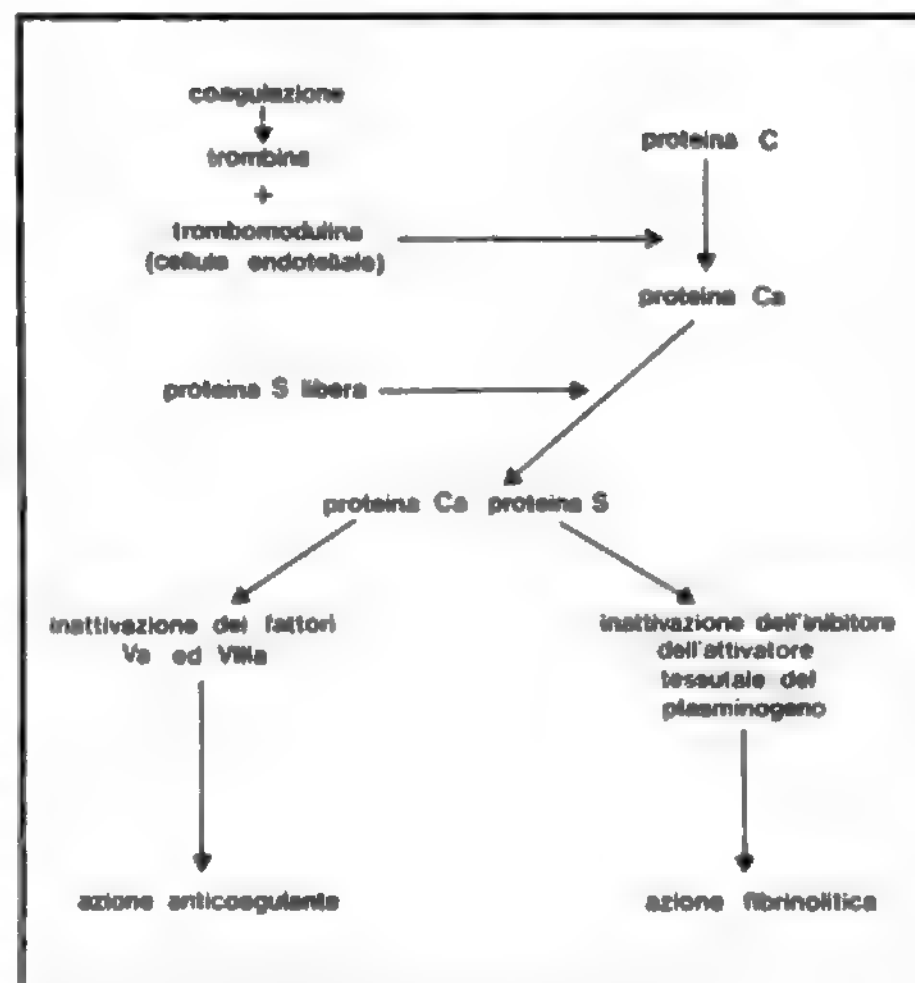 coagulazione
trombina
+
trombomodulina
(cellule endoteliale)
proteina C
proteina Ca
proteina S libera
proteina Ca proteina S
inattivazione dei fattori
Va ed VIIIa
inattivazione dell'inibitore
dell'attivatore
tessutale del
plasminogeno
azione anticoagulante
azione fibrinolitica